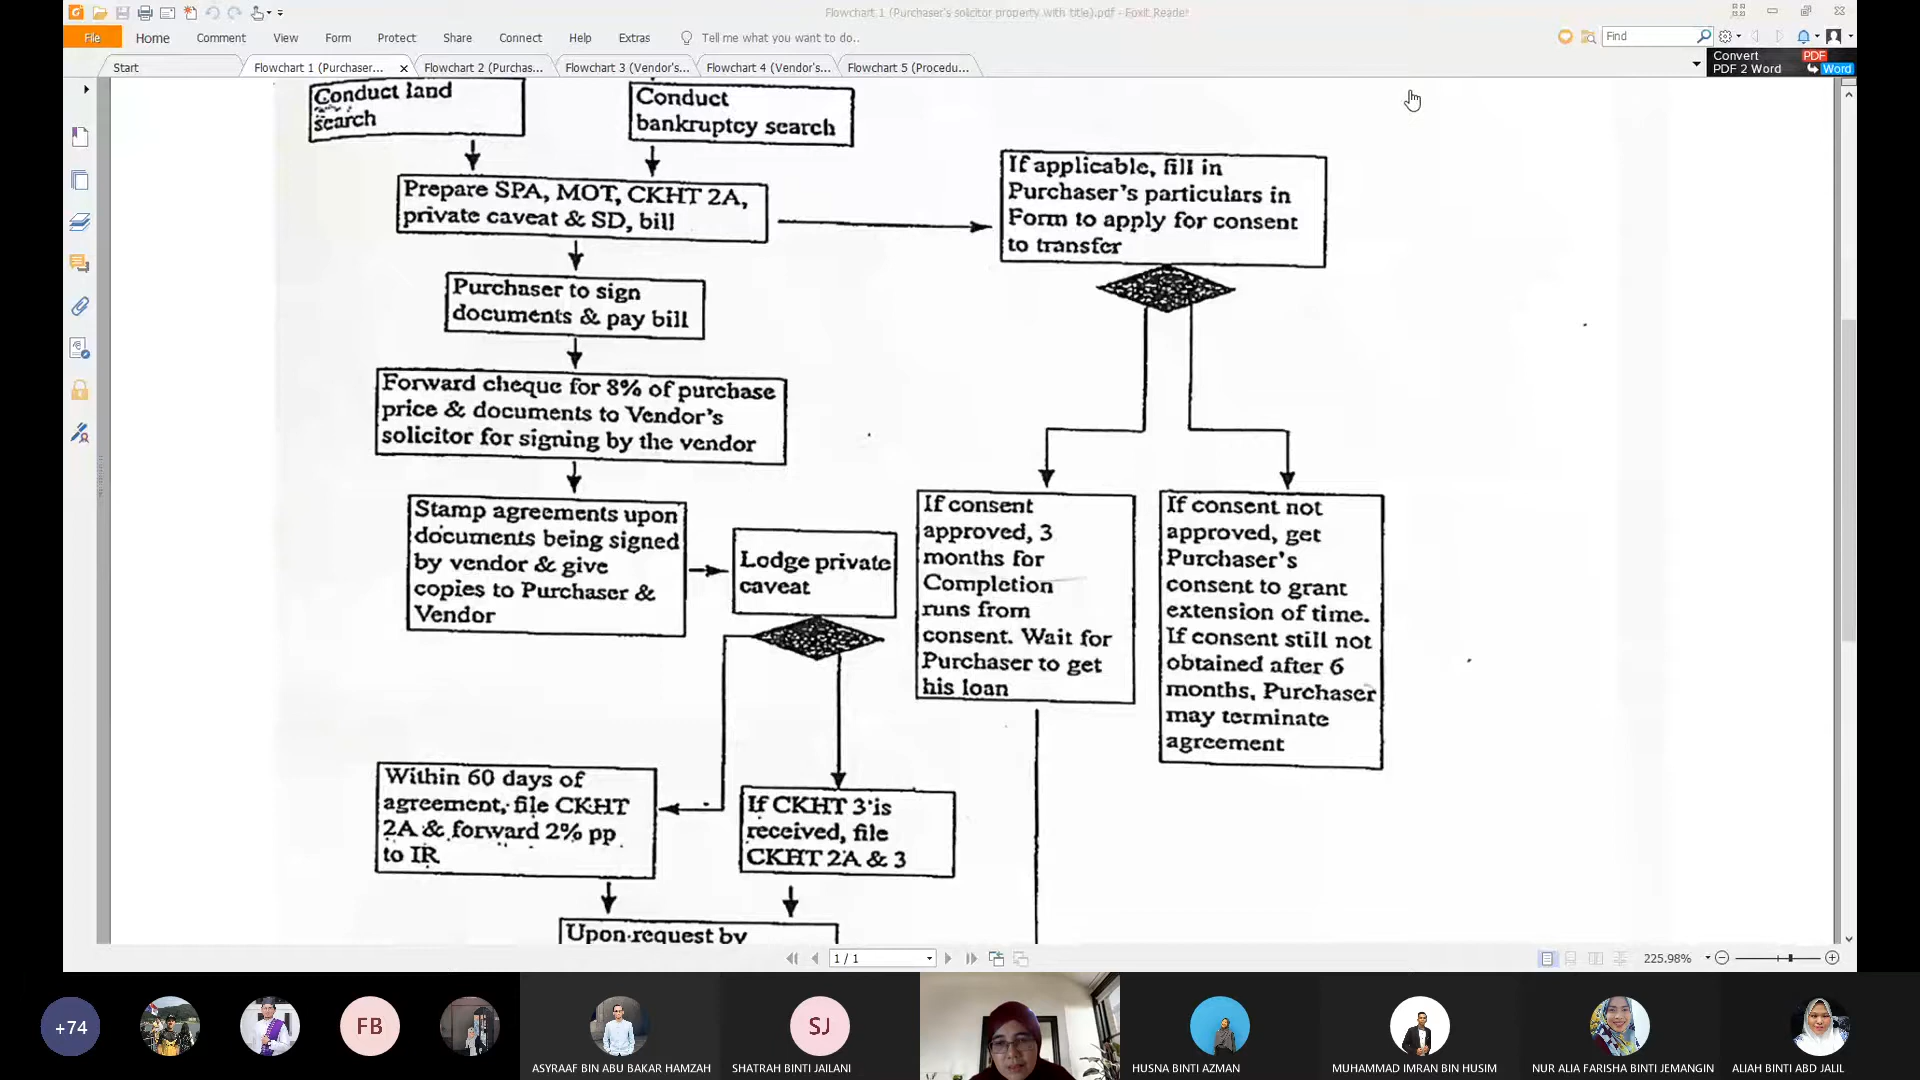 Flowchart 1 (Purchaser's solicitor property with title).pdf - Foxit Reader
File
Home
Comment
View
Form
Protect
Share
Connect
Help
Extras
Tell me what you want to do..
Find
Start
Flowchart 1 (Purchaser...
Flowchart 2 (Purchas...
Flowchart 3 (Vendor's...
Flowchart 4 (Vendor's...
Flowchart 5 (Procedu...
Convert PDF
PDF 2 Word Word
Conduct land
search
Conduct
bankruptcy search
Prepare SPA, MOT, CKHT 2A,
private caveat & SD, bill
If applicable, fill in
Purchaser's particulars in
Form to apply for consent
to transfer
Purchaser to sign
documents & pay bill
Forward cheque for 8% of purchase
price & documents to Vendor's
solicitor for signing by the vendor
Stamp agreements upon
documents being signed
by vendor & give
copies to Purchaser &
Vendor
Lodge private
caveat
If consent
approved, 3
months for
Completion
runs from
consent. Wait for
Purchaser to get
his loan
If consent not
approved, get
Purchaser's
consent to grant
extension of time.
If consent still not
obtained after 6
months, Purchaser
may terminate
agreement
Within 60 days of
agreement, file CKHT
2A & forward 2% pp
to IR
If CKHT 3 is
received, file
CKHT 2A & 3
Upon request by
1 / 1
225.98%
+74
FB
SJ
ASYRAAF BIN ABU BAKAR HAMZAH
SHATRAH BINTI JAILANI
HUSNA BINTI AZMAN
MUHAMMAD IMRAN BIN HUSIM
NUR ALIA FARISHA BINTI JEMANGIN
ALIAH BINTI ABD JALIL